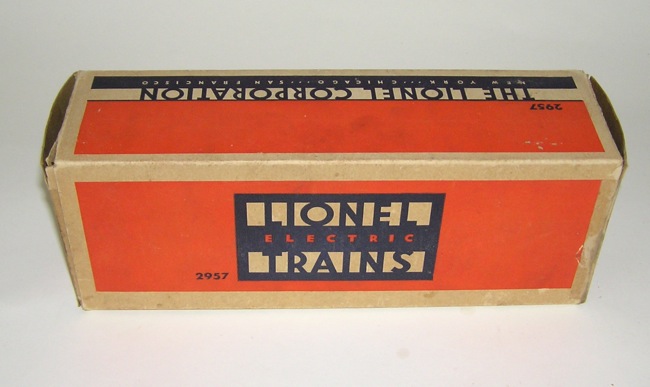 NEW YORK ··· CHICAGO ··· SAN FRANCISCO
THE LIONEL CORPORATION
2957
LIONEL
ELECTRIC
TRAINS
2957